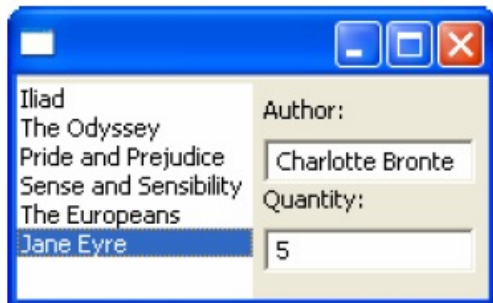 Iliad
The Odyssey
Pride and Prejudice
Sense and Sensibility
The Europeans
Jane Eyre
Author:
Charlotte Bronte
Quantity:
5